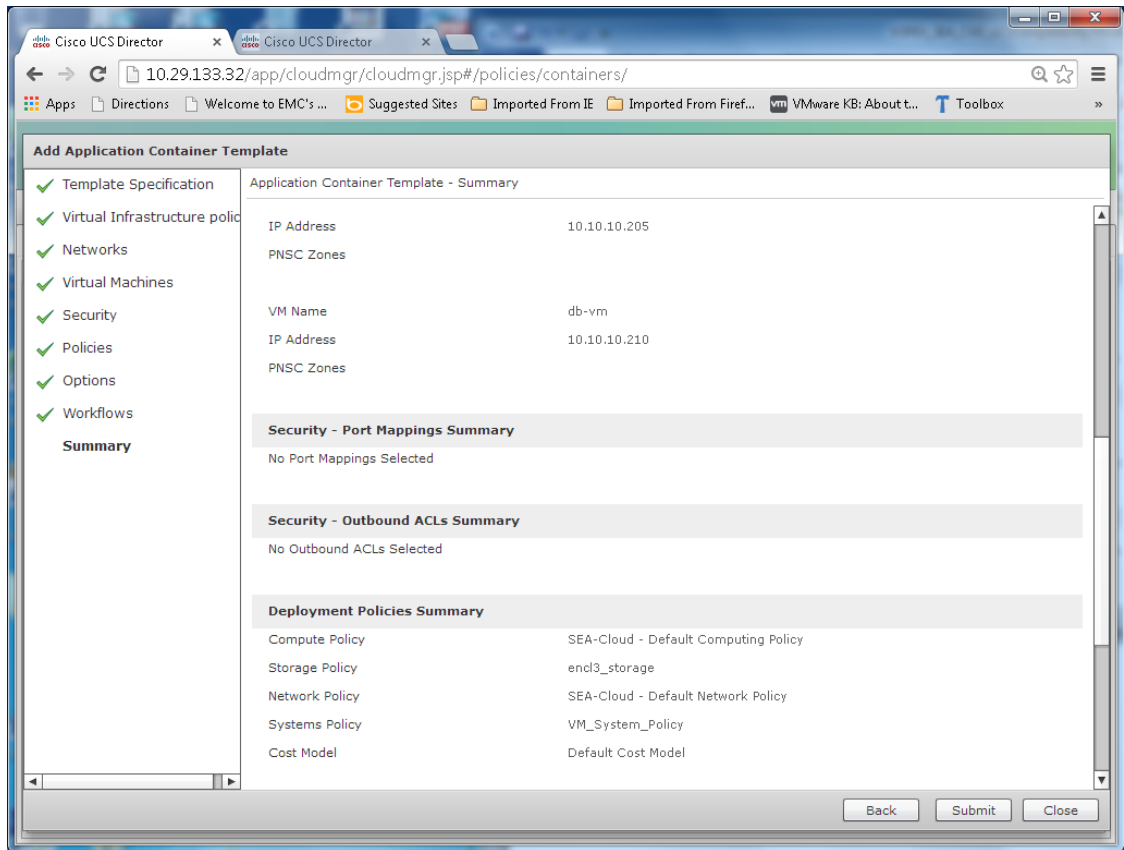 Cisco UCS Director
Cisco UCS Director
10.29.133.32/app/cloudmgr/cloudmgr.jsp#/policies/containers/
Apps Directions Welcome to EMC's ... Suggested Sites Imported From IE Imported From Firef... VMware KB: About t... Toolbox »
Add Application Container Template
Template Specification
Virtual Infrastructure polic
Networks
Virtual Machines
Security
Policies
Options
Workflows
Summary
Application Container Template - Summary
IP Address 10.10.10.205
PNSC Zones
VM Name db-vm
IP Address 10.10.10.210
PNSC Zones
Security - Port Mappings Summary
No Port Mappings Selected
Security - Outbound ACLs Summary
No Outbound ACLs Selected
Deployment Policies Summary
Compute Policy SEA-Cloud - Default Computing Policy
Storage Policy encl3_storage
Network Policy SEA-Cloud - Default Network Policy
Systems Policy VM_System_Policy
Cost Model Default Cost Model
Back Submit Close